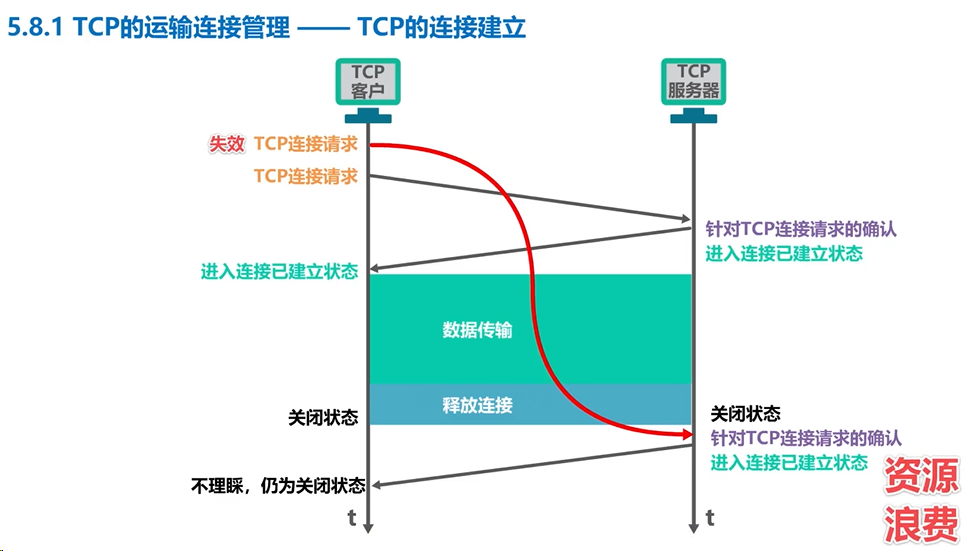 5.8.1 TCP的运输连接管理 —— TCP的连接建立
TCP
客户
TCP
服务器
失效 TCP连接请求
TCP连接请求
针对TCP连接请求的确认
进入连接已建立状态
进入连接已建立状态
数据传输
释放连接
关闭状态
关闭状态
针对TCP连接请求的确认
进入连接已建立状态
不理睬，仍为关闭状态
资源
浪费
t
t